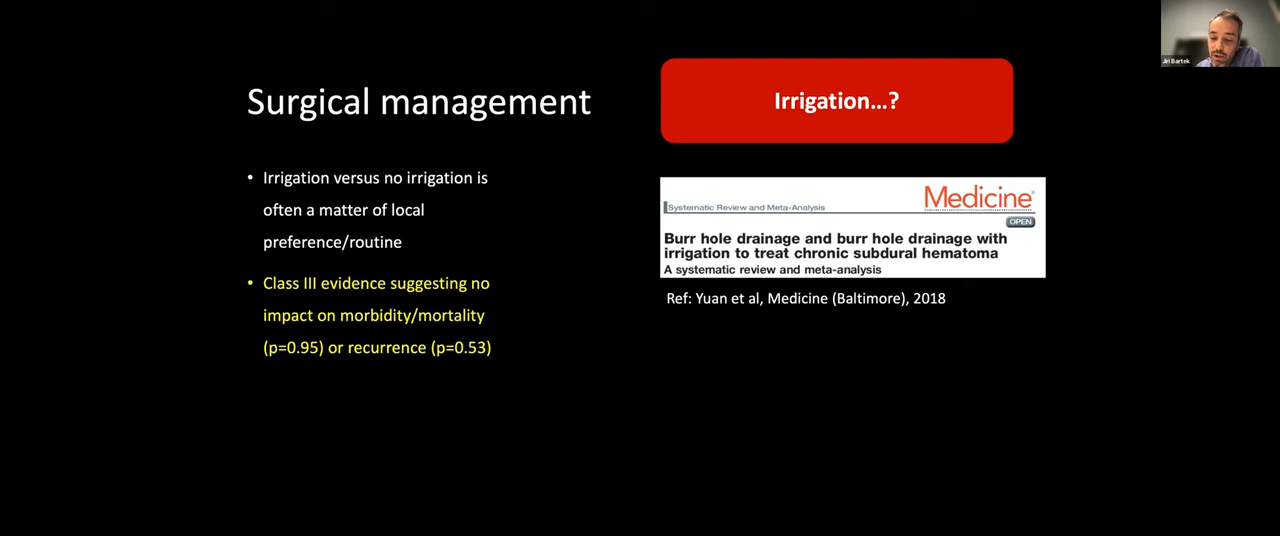 Surgical management
Irrigation...?
• Irrigation versus no irrigation is
often a matter of local
preference/routine
• Class III evidence suggesting no
impact on morbidity/mortality
(p=0.95) or recurrence (p=0.53)
Systematic Review and Meta-Analysis
Medicine®
OPEN
Burr hole drainage and burr hole drainage with
irrigation to treat chronic subdural hematoma
A systematic review and meta-analysis
Ref: Yuan et al, Medicine (Baltimore), 2018
Jiri Bartek